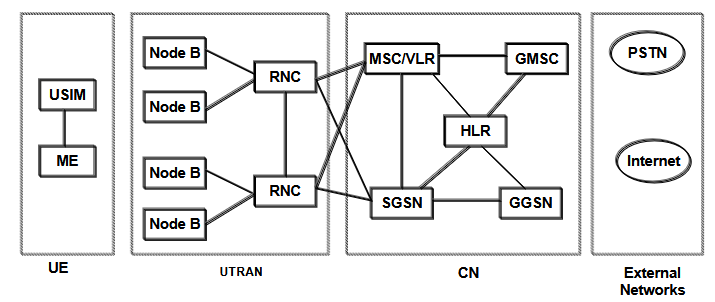 Node B
RNC
Node B
Node B
RNC
Node B
USIM
ME
MSC/VLR
GMSC
HLR
SGSN
GGSN
PSTN
Internet
UE
UTRAN
CN
External
Networks